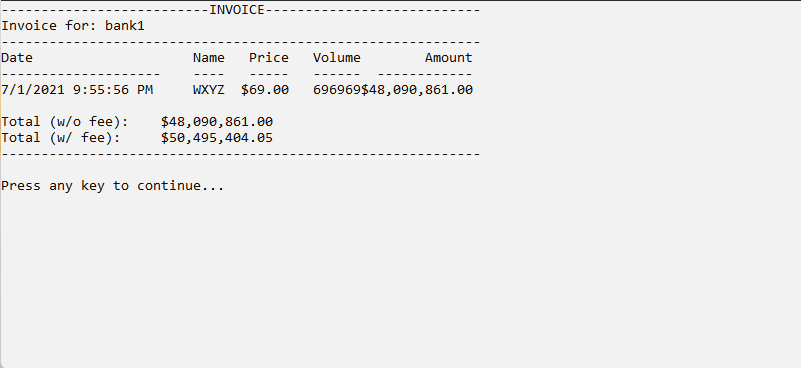 --------------------------INVOICE---------------------------
Invoice for: bank1
------------------------------------------------------------
Date                    Name   Price   Volume        Amount
--------------------    ----   -----   ------  ------------
7/1/2021 9:55:56 PM     WXYZ  $69.00   696969$48,090,861.00
Total (w/o fee):    $48,090,861.00
Total (w/ fee):     $50,495,404.05
------------------------------------------------------------
Press any key to continue...